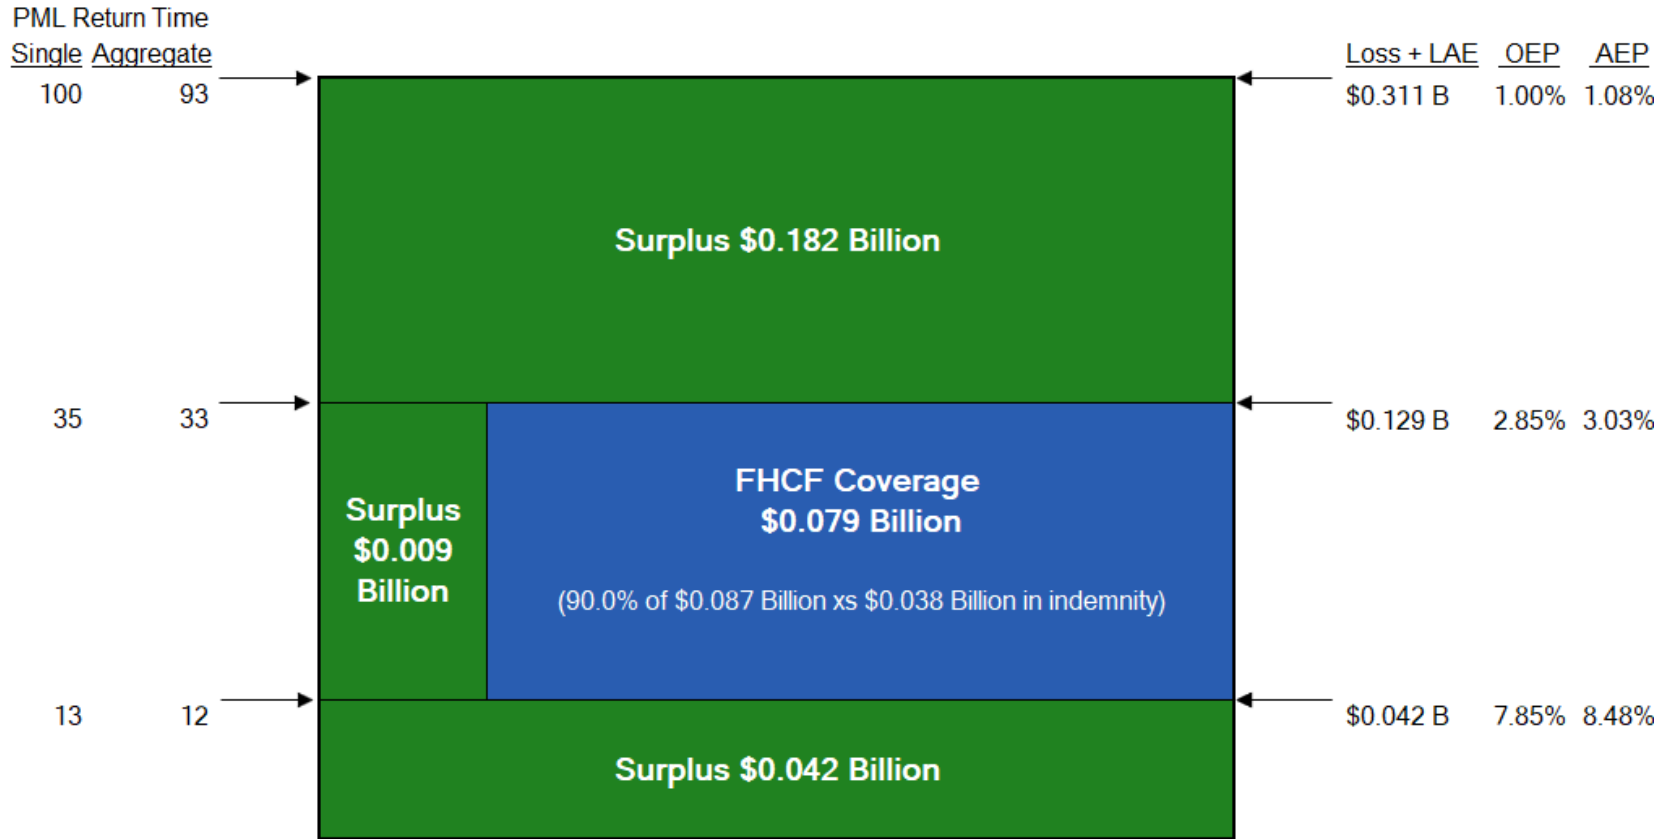 PML Return Time
Single Aggregate
Loss + LAE OEP AEP
100 93
$0.311 B 1.00% 1.08%
Surplus $0.182 Billion
35 33
$0.129 B 2.85% 3.03%
FHCF Coverage
$0.079 Billion
(90.0% of $0.087 Billion xs $0.038 Billion in indemnity)
Surplus
$0.009
Billion
13 12
$0.042 B 7.85% 8.48%
Surplus $0.042 Billion